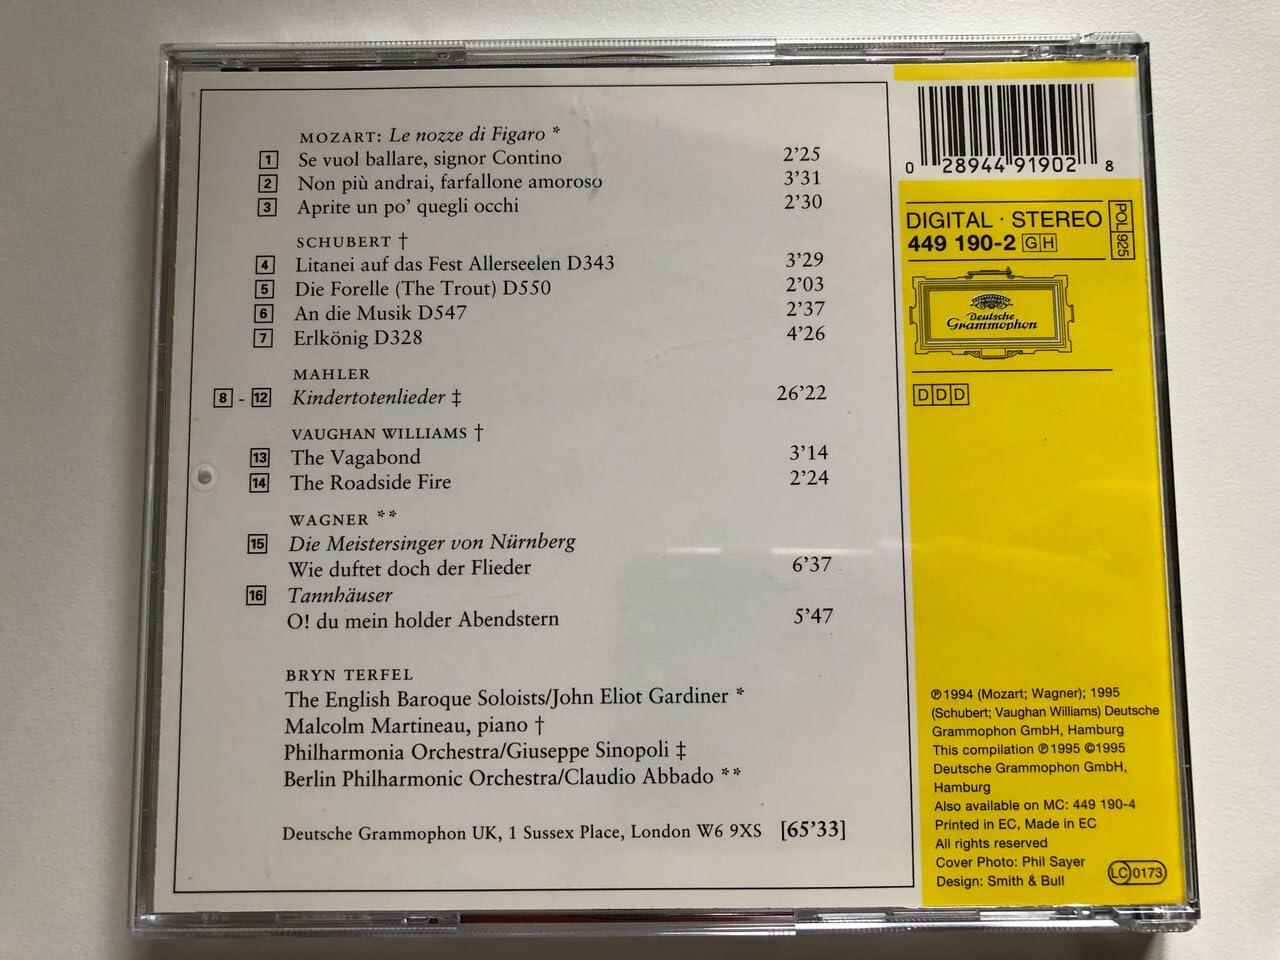 MOZART: Le nozze di Figaro *
1 Se vuol ballare, signor Contino 2'25
2 Non più andrai, farfallone amoroso 3'31
3 Aprite un po' quegli occhi 2'30
SCHUBERT †
4 Litanei auf das Fest Allerseelen D343 3'29
5 Die Forelle (The Trout) D550 2'03
6 An die Musik D547 2'37
7 Erlkönig D328 4'26
MAHLER
8 - 12 Kindertotenlieder ‡ 26'22
VAUGHAN WILLIAMS †
13 The Vagabond 3'14
14 The Roadside Fire 2'24
WAGNER **
15 Die Meistersinger von Nürnberg
Wie duftet doch der Flieder 6'37
16 Tannhäuser
O! du mein holder Abendstern 5'47
BRYN TERFEL
The English Baroque Soloists/John Eliot Gardiner *
Malcolm Martineau, piano †
Philharmonia Orchestra/Giuseppe Sinopoli ‡
Berlin Philharmonic Orchestra/Claudio Abbado **
Deutsche Grammophon UK, 1 Sussex Place, London W6 9XS [65'33]
0 28944 91902 8
DIGITAL · STEREO
449 190-2 GH
POL 925
Deutsche
Grammophon
DDD
℗1994 (Mozart; Wagner); 1995
(Schubert; Vaughan Williams) Deutsche
Grammophon GmbH, Hamburg
This compilation ℗1995 ©1995
Deutsche Grammophon GmbH,
Hamburg
Also available on MC: 449 190-4
Printed in EC, Made in EC
All rights reserved
Cover Photo: Phil Sayer
Design: Smith & Bull
LC 0173